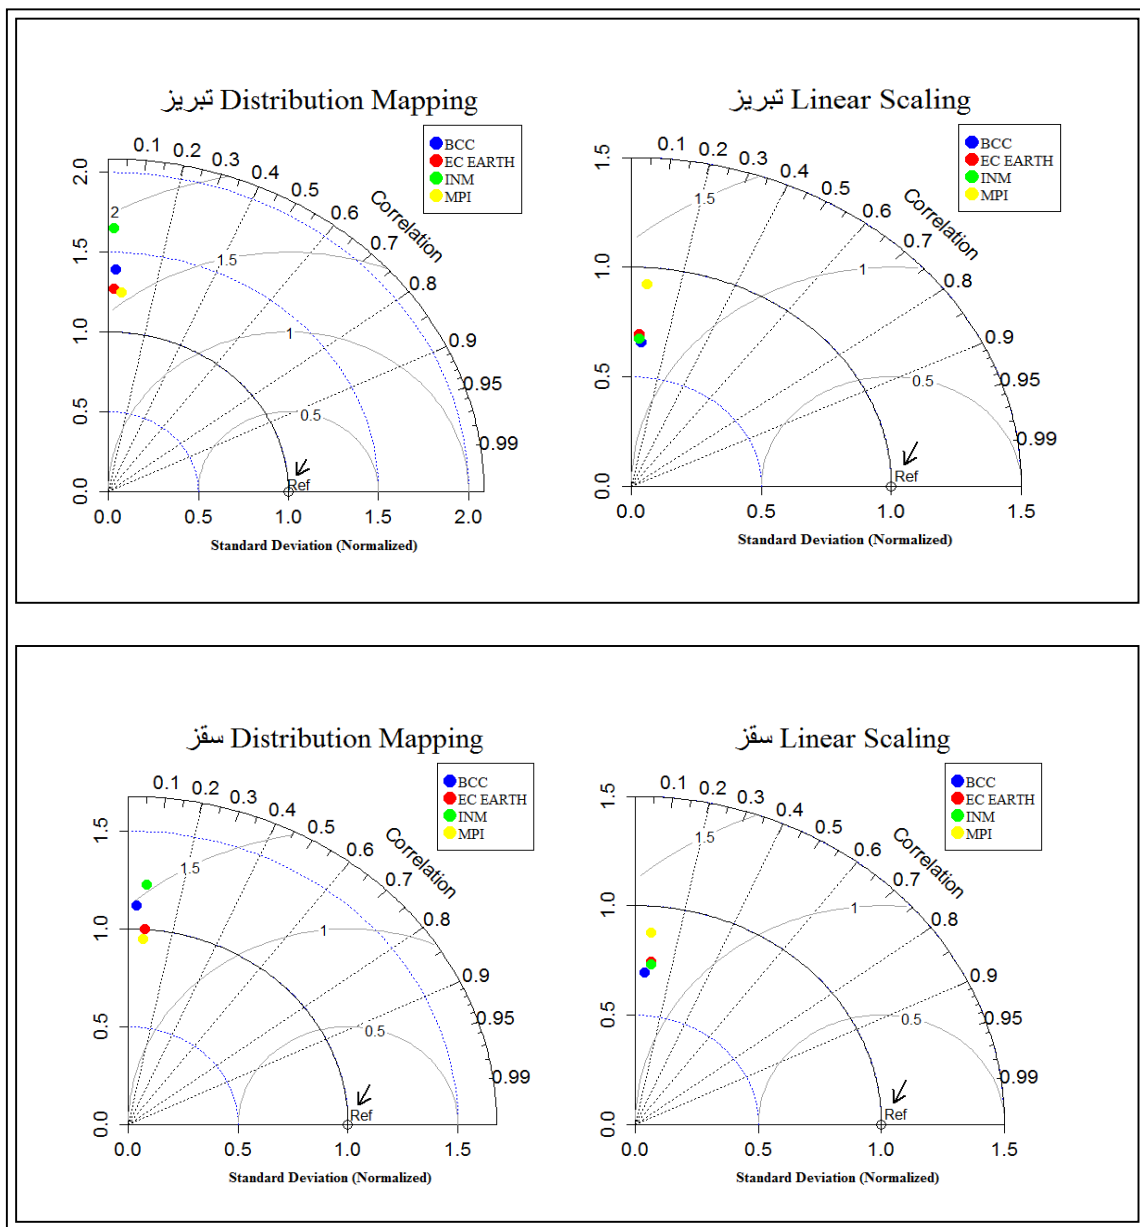 تبریز Distribution Mapping
BCC
EC EARTH
INM
MPI
0.1 0.2 0.3 0.4 0.5 0.6 0.7 0.8 0.9 0.95 0.99
Correlation
2.0
1.5
1.0
0.5
0.0
2
1.5
1
0.5
Ref
0.0 0.5 1.0 1.5 2.0
Standard Deviation (Normalized)
تبریز Linear Scaling
BCC
EC EARTH
INM
MPI
0.1 0.2 0.3 0.4 0.5 0.6 0.7 0.8 0.9 0.95 0.99
Correlation
1.5
1.0
0.5
0.0
1.5
1
0.5
Ref
0.0 0.5 1.0 1.5
Standard Deviation (Normalized)
سقز Distribution Mapping
BCC
EC EARTH
INM
MPI
0.1 0.2 0.3 0.4 0.5 0.6 0.7 0.8 0.9 0.95 0.99
Correlation
1.5
1.0
0.5
0.0
1.5
1
0.5
Ref
0.0 0.5 1.0 1.5
Standard Deviation (Normalized)
سقز Linear Scaling
BCC
EC EARTH
INM
MPI
0.1 0.2 0.3 0.4 0.5 0.6 0.7 0.8 0.9 0.95 0.99
Correlation
1.5
1.0
0.5
0.0
1.5
1
0.5
Ref
0.0 0.5 1.0 1.5
Standard Deviation (Normalized)